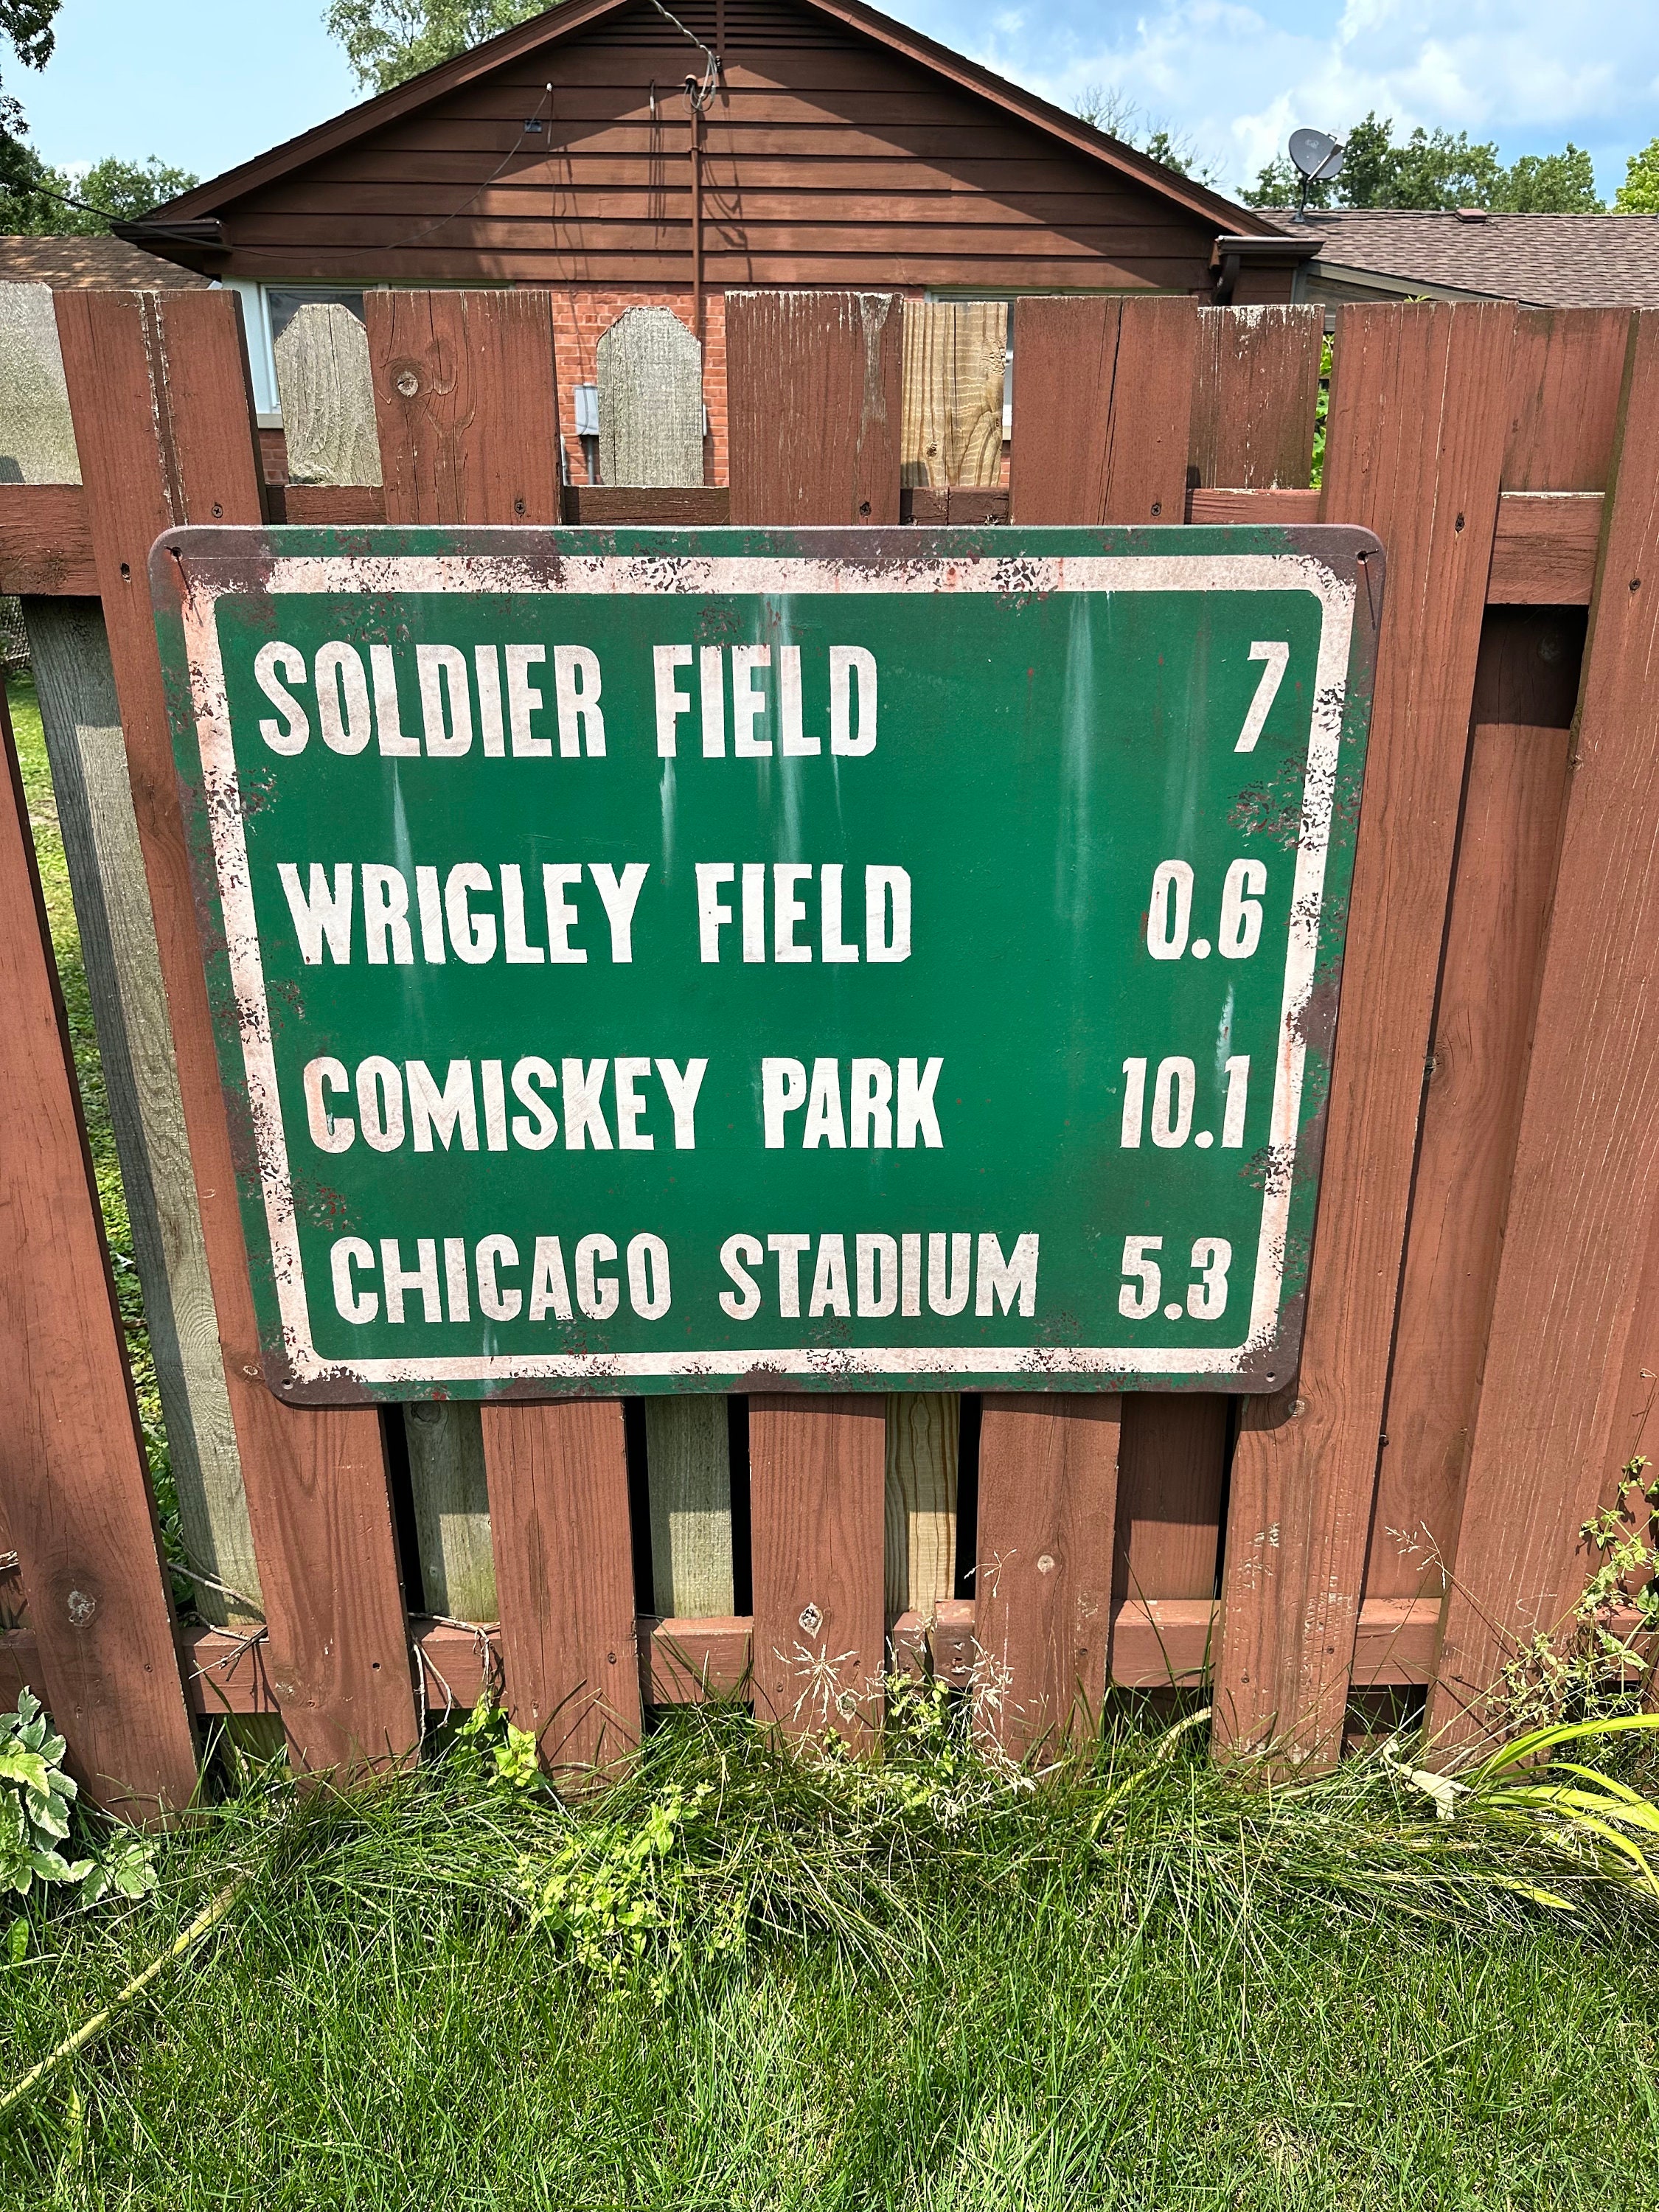 SOLDIER FIELD 7
WRIGLEY FIELD 0.6
COMISKEY PARK 10.1
CHICAGO STADIUM 5.3